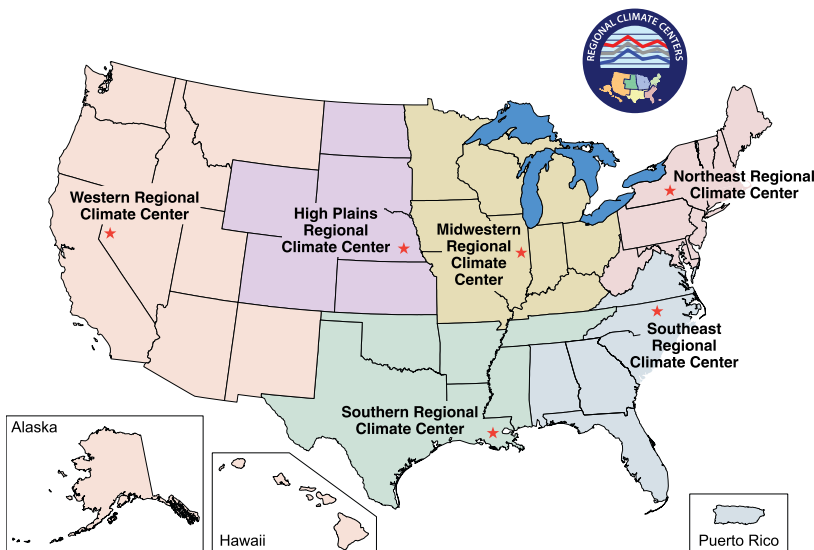 REGIONAL CLIMATE CENTERS
Western Regional
Climate Center
High Plains
Regional
Climate Center
Midwestern
Regional
Climate
Center
Northeast Regional
Climate Center
Southeast
Regional
Climate Center
Southern Regional
Climate Center
Alaska
Hawaii
Puerto Rico